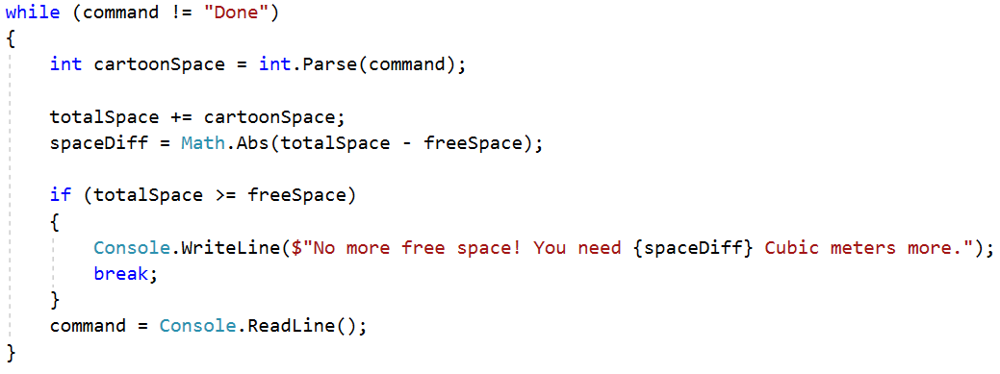 while (command != "Done")
{
int cartoonSpace = int.Parse(command);
totalSpace += cartoonSpace;
spaceDiff = Math.Abs(totalSpace - freeSpace);
if (totalSpace >= freeSpace)
{
Console.WriteLine($"No more free space! You need {spaceDiff} Cubic meters more.");
break;
}
command = Console.ReadLine();
}